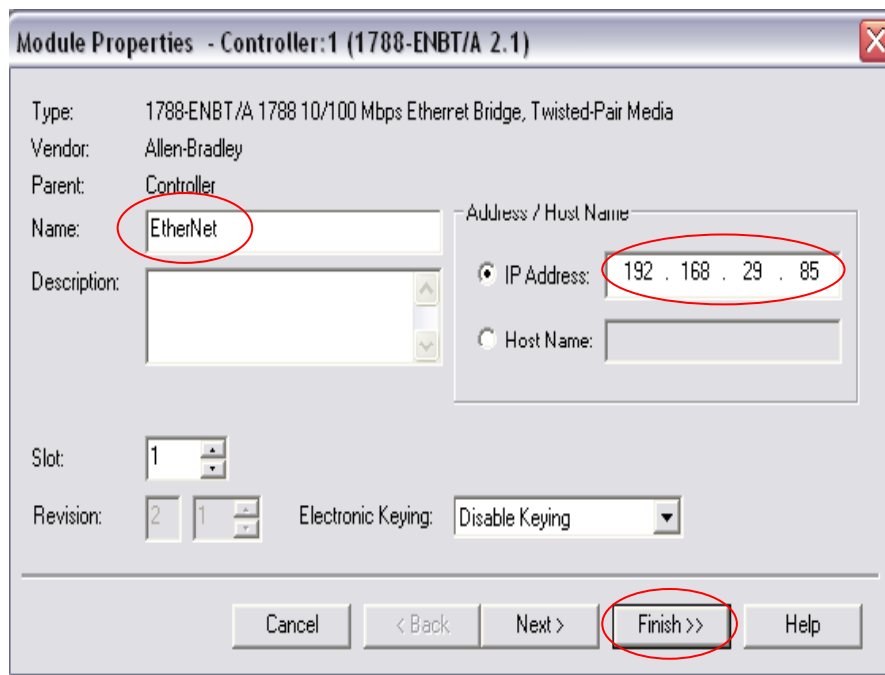 Module Properties - Controller:1 (1788-ENBT/A 2.1)
Type: 1788-ENBT/A 1788 10/100 Mbps Ethernet Bridge, Twisted-Pair Media
Vendor: Allen-Bradley
Parent: Controller
Name: EtherNet
Address / Host Name
IP Address: 192 . 168 . 29 . 85
Description:
Host Name:
Slot: 1
Revision: 2 1 Electronic Keying: Disable Keying
Cancel < Back Next > Finish >> Help